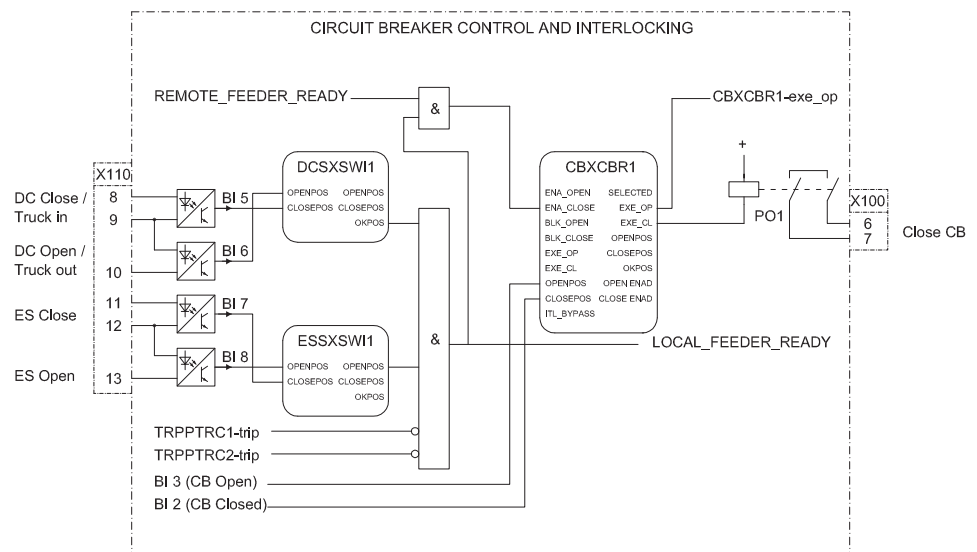 CIRCUIT BREAKER CONTROL AND INTERLOCKING
REMOTE_FEEDER_READY
&
CBXCBR1-exe_op
X110
DC Close /
Truck in
8
9
BI 5
DC Open /
Truck out
10
BI 6
ES Close
11
12
BI 7
ES Open
13
BI 8
DCSXSWI1
OPENPOS OPENPOS
CLOSEPOS CLOSEPOS
OKPOS
ESSXSWI1
OPENPOS OPENPOS
CLOSEPOS CLOSEPOS
OKPOS
&
CBXCBR1
ENA_OPEN SELECTED
ENA_CLOSE EXE_OP
BLK_OPEN EXE_CL
BLK_CLOSE OPENPOS
EXE_OP CLOSEPOS
EXE_CL OKPOS
OPENPOS OPEN ENAD
CLOSEPOS CLOSE ENAD
ITL_BYPASS
+
PO1
X100
6
7
Close CB
LOCAL_FEEDER_READY
TRPPTRC1-trip
TRPPTRC2-trip
BI 3 (CB Open)
BI 2 (CB Closed)